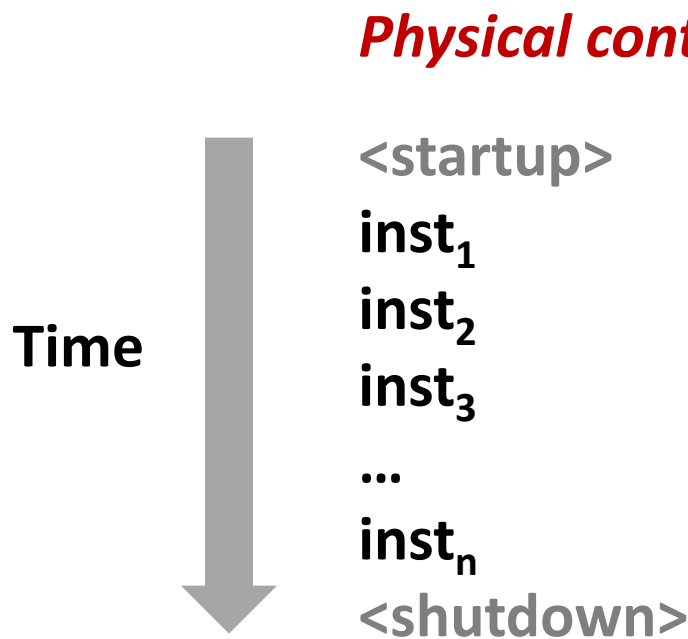 Physical cont
<startup>
inst₁
inst₂
Time
inst₃
...
instₙ
<shutdown>